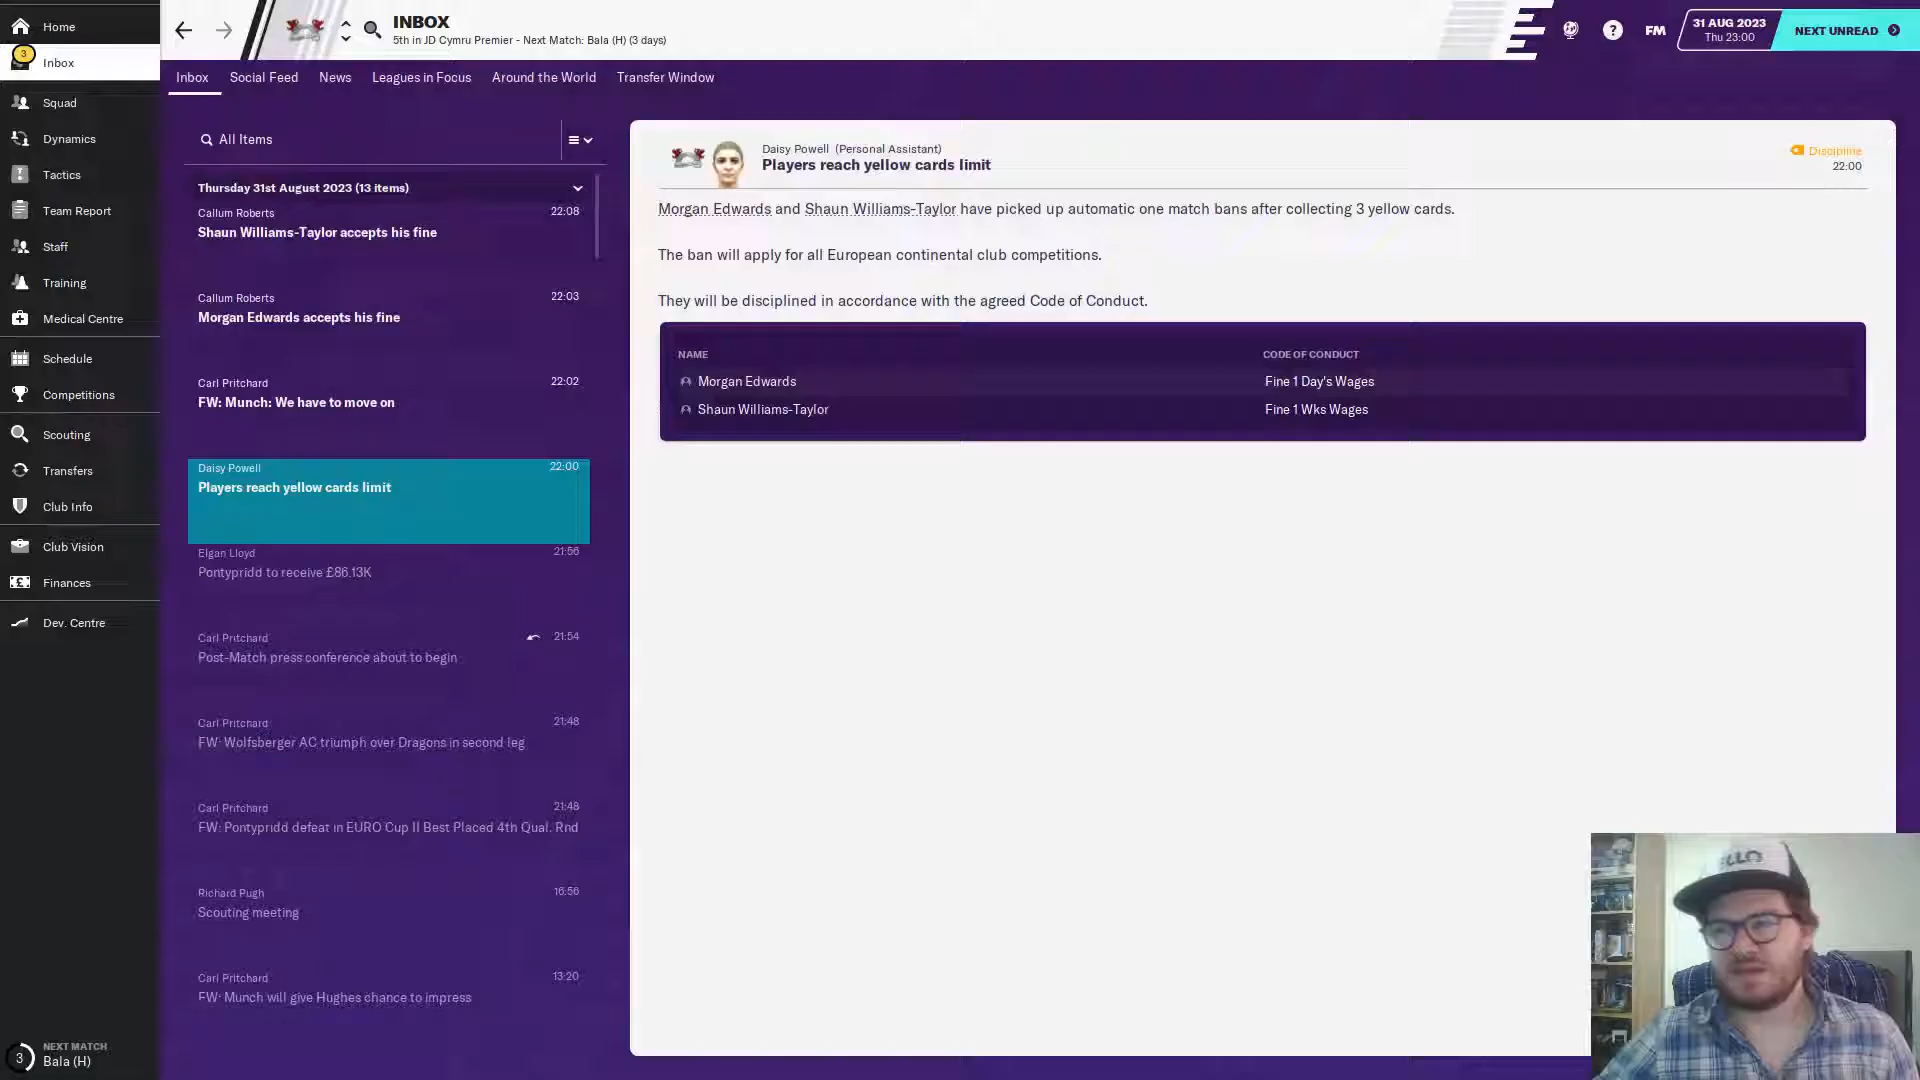 Home
3
Inbox
Squad
Dynamics
Tactics
Team Report
Staff
Training
Medical Centre
Schedule
Competitions
Scouting
Transfers
Club Info
Club Vision
Finances
Dev. Centre
3
NEXT MATCH
Bala (H)
INBOX
5th in JD Cymru Premier - Next Match: Bala (H) (3 days)
?
FM
31 AUG 2023
Thu 23:00
NEXT UNREAD
Inbox Social Feed News Leagues in Focus Around the World Transfer Window
All Items
Thursday 31st August 2023 (13 items)
Callum Roberts 22:08
Shaun Williams-Taylor accepts his fine
Callum Roberts 22:03
Morgan Edwards accepts his fine
Carl Pritchard 22:02
FW: Munch: We have to move on
Daisy Powell 22:00
Players reach yellow cards limit
Elgan Lloyd 21:56
Pontypridd to receive £86.13K
Carl Pritchard 21:54
Post-Match press conference about to begin
Carl Pritchard 21:48
FW: Wolfsberger AC triumph over Dragons in second leg
Carl Pritchard 21:48
FW: Pontypridd defeat in EURO Cup II Best Placed 4th Qual. Rnd
Richard Pugh 16:56
Scouting meeting
Carl Pritchard 13:20
FW: Munch will give Hughes chance to impress
Daisy Powell (Personal Assistant)
Players reach yellow cards limit
Discipline
22:00
Morgan Edwards and Shaun Williams-Taylor have picked up automatic one match bans after collecting 3 yellow cards.
The ban will apply for all European continental club competitions.
They will be disciplined in accordance with the agreed Code of Conduct.
NAME CODE OF CONDUCT
Morgan Edwards Fine 1 Day's Wages
Shaun Williams-Taylor Fine 1 Wks Wages